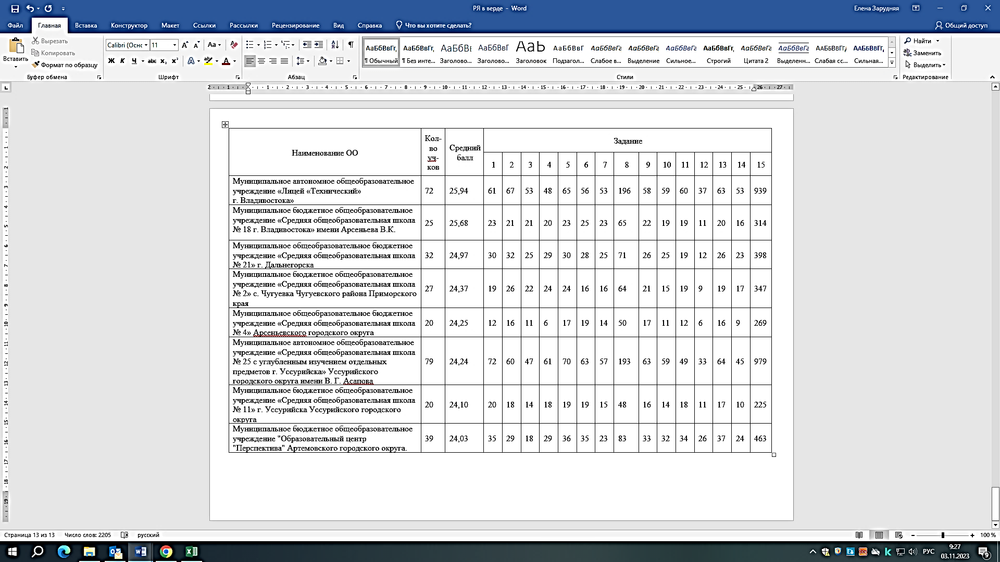 РЯ в верде - Word
Елена Зарудняя
Файл Главная Вставка Конструктор Макет Ссылки Рассылки Рецензирование Вид Справка Что вы хотите сделать? Общий доступ
Вставить
Вырезать
Копировать
Формат по образцу
Буфер обмена
Calibri (Оснс 11
Ж К Ч abc x₂ x²
Шрифт
Абзац
АаБбВвГг, АаБбВвГг, АаБбВв АаБбВвГ АаЬ АаБбВвГ АаБбВвГг АаБбВвГг АаБбВвГг АаБбВвГг, АаБбВвГг АаБбВвГг ААББВВГГ, ААББВВГГ,
¶ Обычный ¶ Без инте... Заголово... Заголово... Заголовок Подзагол... Слабое в... Выделение Сильное... Строгий Цитата 2 Выделенн... Слабая сс... Сильная...
Стили
Найти
Заменить
Выделить
Редактирование
2 1 1 2 3 4 5 6 7 8 9 10 11 12 13 14 15 16 17 18 19 20 21 22 23 24 25 26 27
Наименование ОО
Кол-
во
уч-
ков
Средний
балл
Задание
1 2 3 4 5 6 7 8 9 10 11 12 13 14 15
Муниципальное автономное общеобразовательное
учреждение «Лицей «Технический»
г. Владивостока»
72 25,94 61 67 53 48 65 56 53 196 58 59 60 37 63 53 939
Муниципальное бюджетное общеобразовательное
учреждение «Средняя общеобразовательная школа
№ 18 г. Владивостока» имени Арсеньева В.К.
25 25,68 23 21 21 20 23 25 23 65 22 19 19 11 20 16 314
Муниципальное общеобразовательное бюджетное
учреждение «Средняя общеобразовательная школа
№ 21» г. Дальнегорска
32 24,97 30 32 25 29 30 28 25 71 26 25 19 12 26 23 398
Муниципальное бюджетное общеобразовательное
учреждение «Средняя общеобразовательная школа
№ 2» с. Чугуевка Чугуевского района Приморского
края
27 24,37 19 26 22 24 24 16 16 64 21 15 19 9 19 17 347
Муниципальное общеобразовательное бюджетное
учреждение «Средняя общеобразовательная школа
№ 4» Арсеньевского городского округа
20 24,25 12 16 11 6 17 19 14 50 17 11 12 6 16 9 269
Муниципальное автономное общеобразовательное
учреждение «Средняя общеобразовательная школа
№ 25 с углубленным изучением отдельных
предметов г. Уссурийска» Уссурийского
городского округа имени В. Г. Асапова
79 24,24 72 60 47 61 70 63 57 193 63 59 49 33 64 45 979
Муниципальное бюджетное общеобразовательное
учреждение «Средняя общеобразовательная школа
№ 11» г. Уссурийска Уссурийского городского
округа
20 24,10 20 18 14 18 19 19 15 48 16 14 18 11 17 10 225
Муниципальное бюджетное общеобразовательное
учреждение "Образовательный центр
"Перспектива" Артемовского городского округа.
39 24,03 35 29 18 29 36 35 23 83 33 32 34 26 37 24 463
Страница 13 из 13 Число слов: 2205 русский 100 %
РУС
9:27
03.11.2023